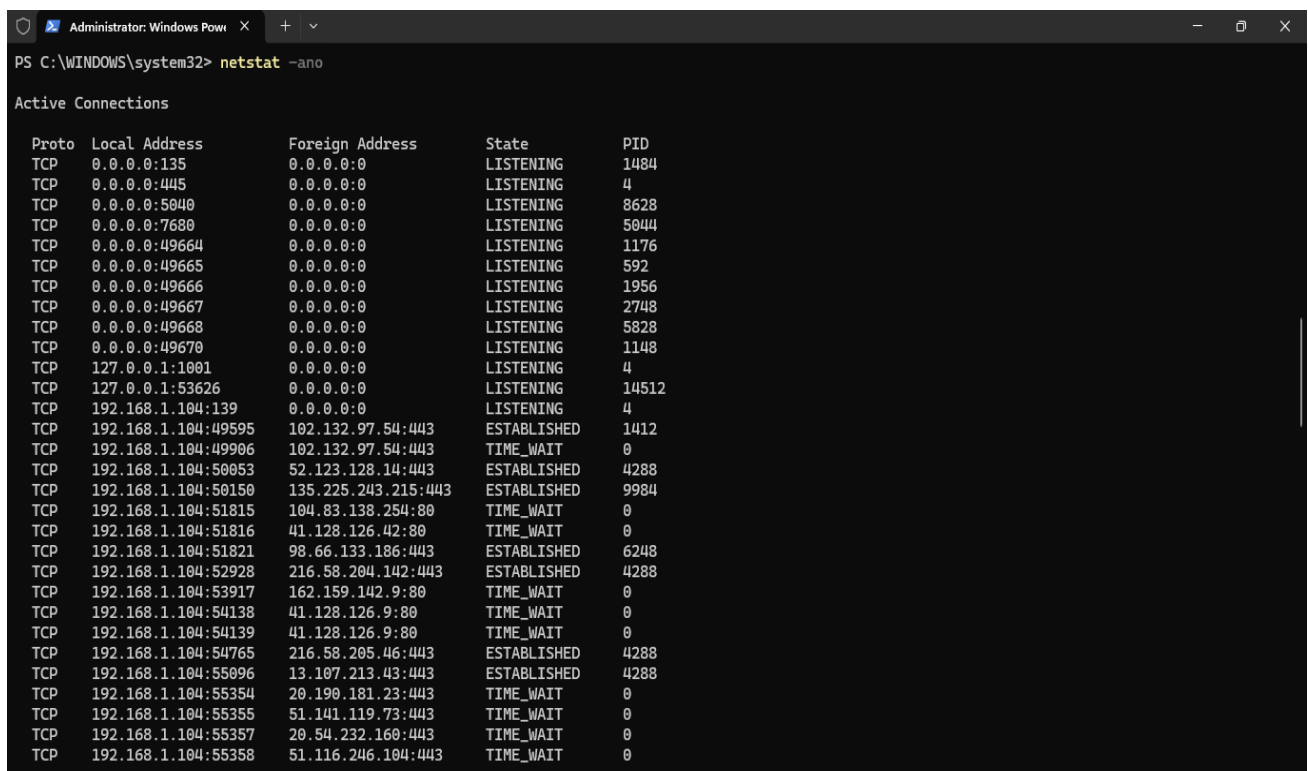 Administrator: Windows Powe
PS C:\WINDOWS\system32> netstat -ano
Active Connections
Proto Local Address Foreign Address State PID
TCP 0.0.0.0:135 0.0.0.0:0 LISTENING 1484
TCP 0.0.0.0:445 0.0.0.0:0 LISTENING 4
TCP 0.0.0.0:5040 0.0.0.0:0 LISTENING 8628
TCP 0.0.0.0:7680 0.0.0.0:0 LISTENING 5044
TCP 0.0.0.0:49664 0.0.0.0:0 LISTENING 1176
TCP 0.0.0.0:49665 0.0.0.0:0 LISTENING 592
TCP 0.0.0.0:49666 0.0.0.0:0 LISTENING 1956
TCP 0.0.0.0:49667 0.0.0.0:0 LISTENING 2748
TCP 0.0.0.0:49668 0.0.0.0:0 LISTENING 5828
TCP 0.0.0.0:49670 0.0.0.0:0 LISTENING 1148
TCP 127.0.0.1:1001 0.0.0.0:0 LISTENING 4
TCP 127.0.0.1:53626 0.0.0.0:0 LISTENING 14512
TCP 192.168.1.104:139 0.0.0.0:0 LISTENING 4
TCP 192.168.1.104:49595 102.132.97.54:443 ESTABLISHED 1412
TCP 192.168.1.104:49906 102.132.97.54:443 TIME_WAIT 0
TCP 192.168.1.104:50053 52.123.128.14:443 ESTABLISHED 4288
TCP 192.168.1.104:50150 135.225.243.215:443 ESTABLISHED 9984
TCP 192.168.1.104:51815 104.83.138.254:80 TIME_WAIT 0
TCP 192.168.1.104:51816 41.128.126.42:80 TIME_WAIT 0
TCP 192.168.1.104:51821 98.66.133.186:443 ESTABLISHED 6248
TCP 192.168.1.104:52928 216.58.204.142:443 ESTABLISHED 4288
TCP 192.168.1.104:53917 162.159.142.9:80 TIME_WAIT 0
TCP 192.168.1.104:54138 41.128.126.9:80 TIME_WAIT 0
TCP 192.168.1.104:54139 41.128.126.9:80 TIME_WAIT 0
TCP 192.168.1.104:54765 216.58.205.46:443 ESTABLISHED 4288
TCP 192.168.1.104:55096 13.107.213.43:443 ESTABLISHED 4288
TCP 192.168.1.104:55354 20.190.181.23:443 TIME_WAIT 0
TCP 192.168.1.104:55355 51.141.119.73:443 TIME_WAIT 0
TCP 192.168.1.104:55357 20.54.232.160:443 TIME_WAIT 0
TCP 192.168.1.104:55358 51.116.246.104:443 TIME_WAIT 0